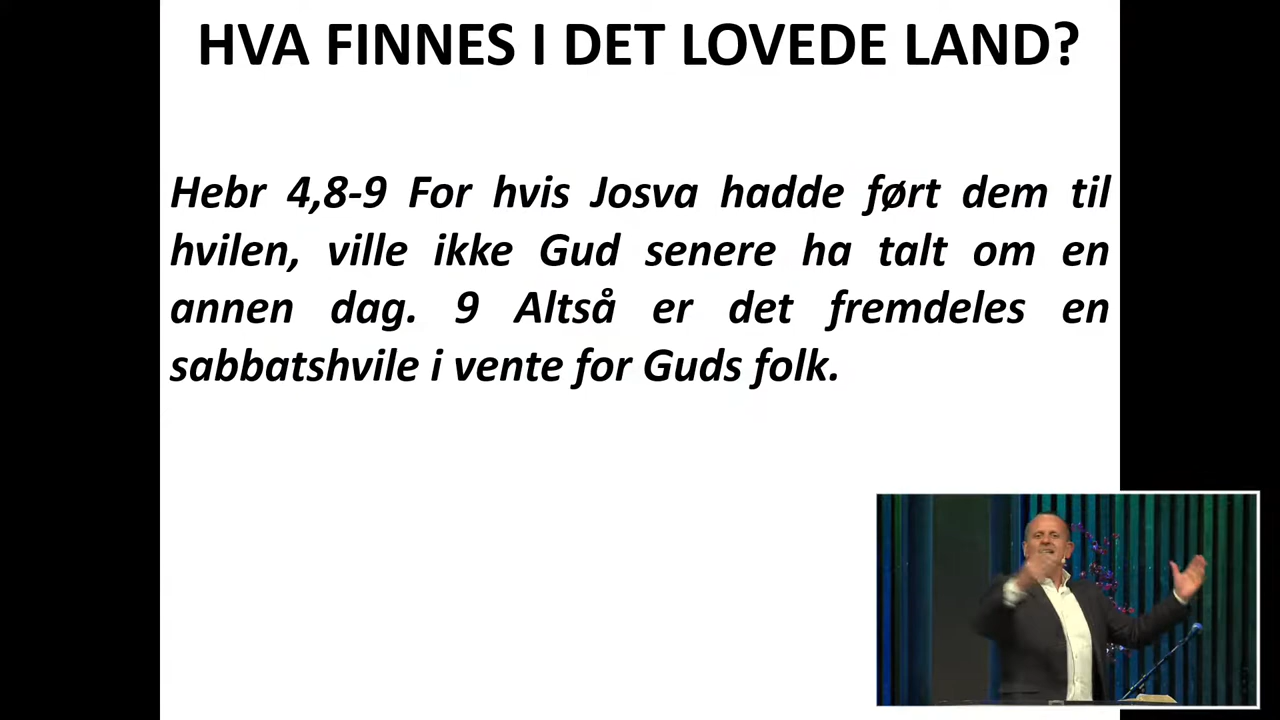 HVA FINNES I DET LOVEDE LAND?
Hebr 4,8-9 For hvis Josva hadde ført dem til
hvilen, ville ikke Gud senere ha talt om en
annen dag. 9 Altså er det fremdeles en
sabbatshvile i vente for Guds folk.